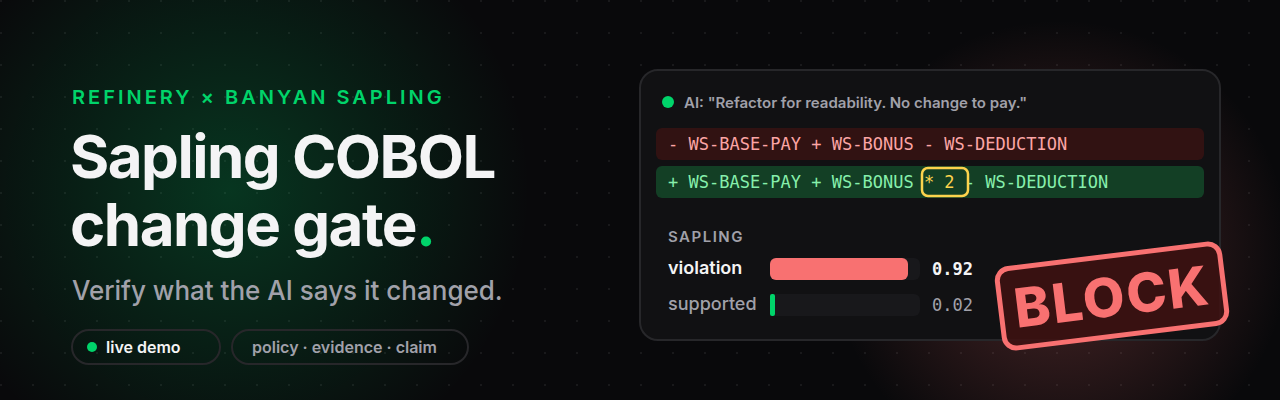 REFINERY × BANYAN SAPLING
Sapling COBOL
change gate.
Verify what the AI says it changed.
live demo
policy · evidence · claim
AI: "Refactor for readability. No change to pay."
- WS-BASE-PAY + WS-BONUS - WS-DEDUCTION
+ WS-BASE-PAY + WS-BONUS * 2 - WS-DEDUCTION
SAPLING
violation 0.92
supported 0.02
BLOCK